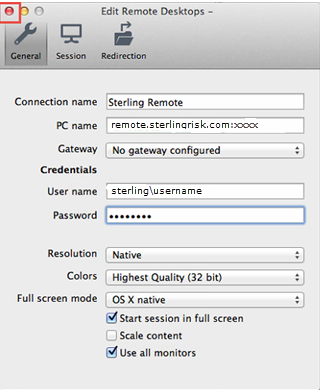 Edit Remote Desktops –
General Session Redirection
Connection name Sterling Remote
PC name remote.sterlingrisk.com:xxxx
Gateway No gateway configured
Credentials
User name sterling\username
Password ••••••••
Resolution Native
Colors Highest Quality (32 bit)
Full screen mode OS X native
Start session in full screen
Scale content
Use all monitors